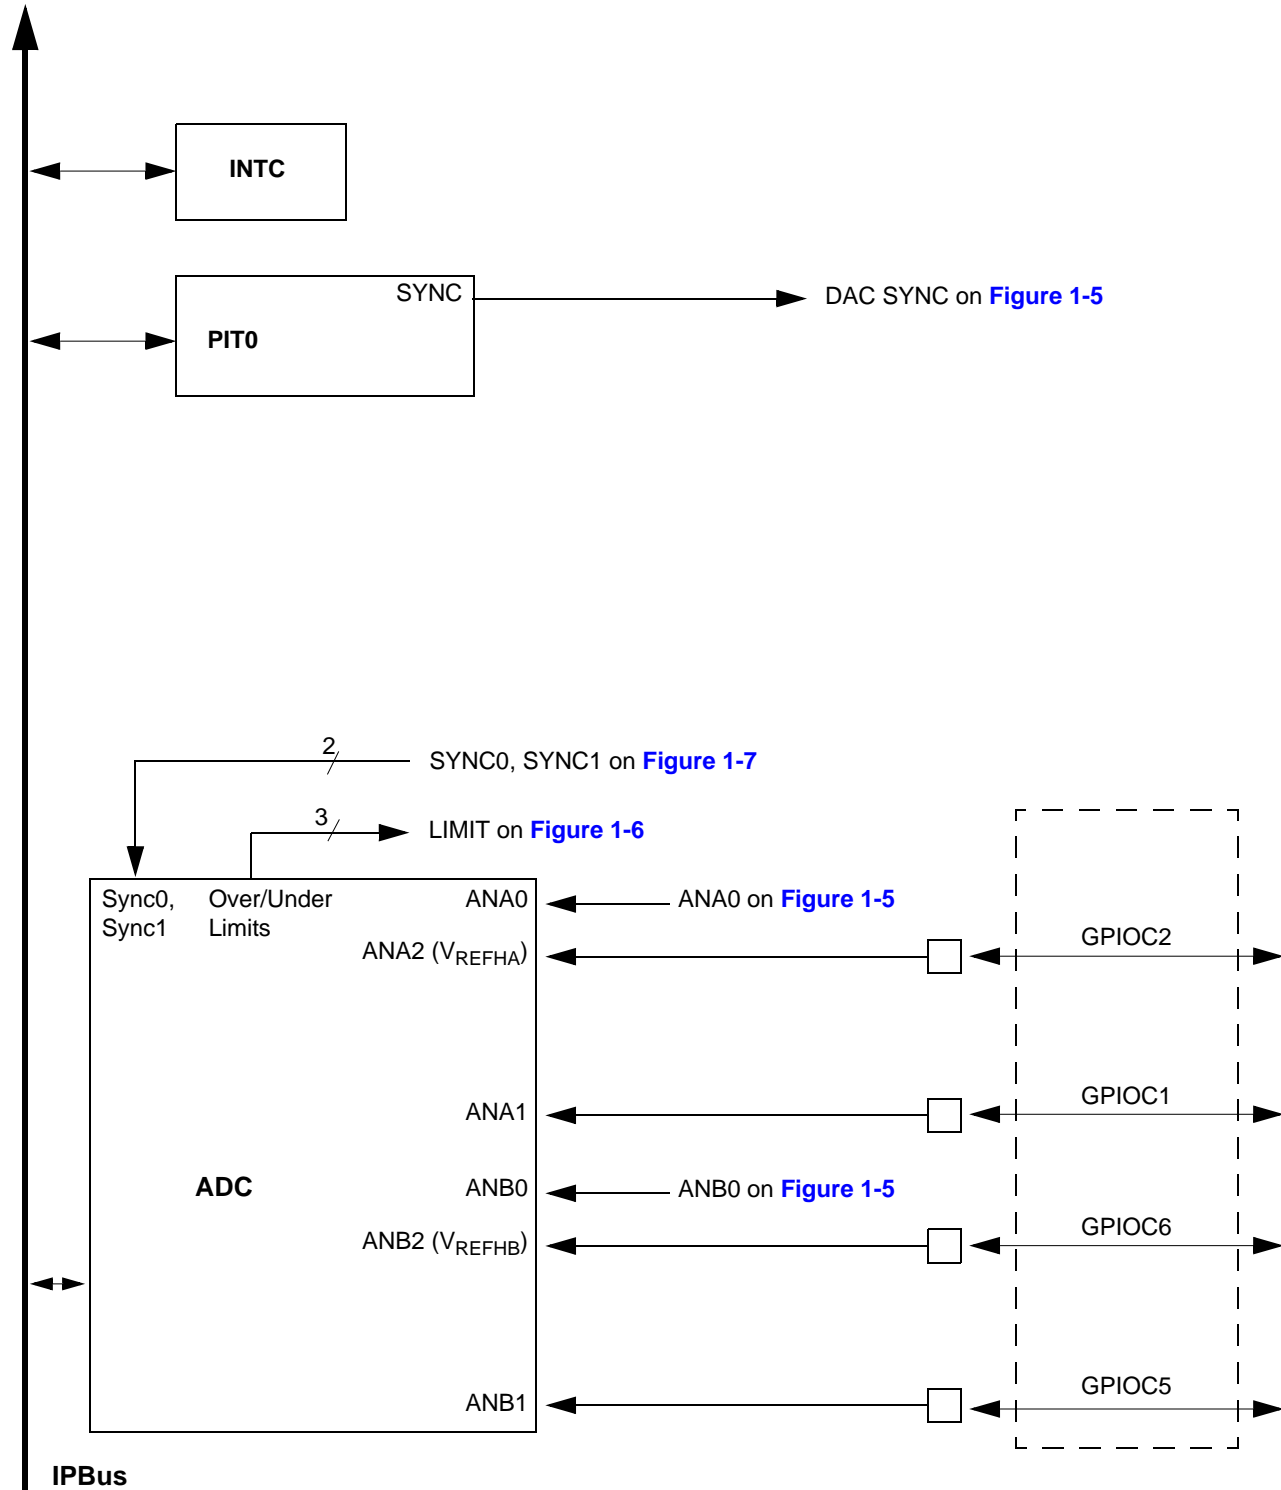 INTC
SYNC
DAC SYNC on Figure 1-5
PIT0
2
SYNC0, SYNC1 on Figure 1-7
3
LIMIT on Figure 1-6
Sync0,
Sync1
Over/Under
Limits
ANA0
ANA0 on Figure 1-5
ANA2 (VREFHA)
GPIOC2
ANA1
GPIOC1
ADC
ANB0
ANB0 on Figure 1-5
ANB2 (VREFHB)
GPIOC6
ANB1
GPIOC5
IPBus